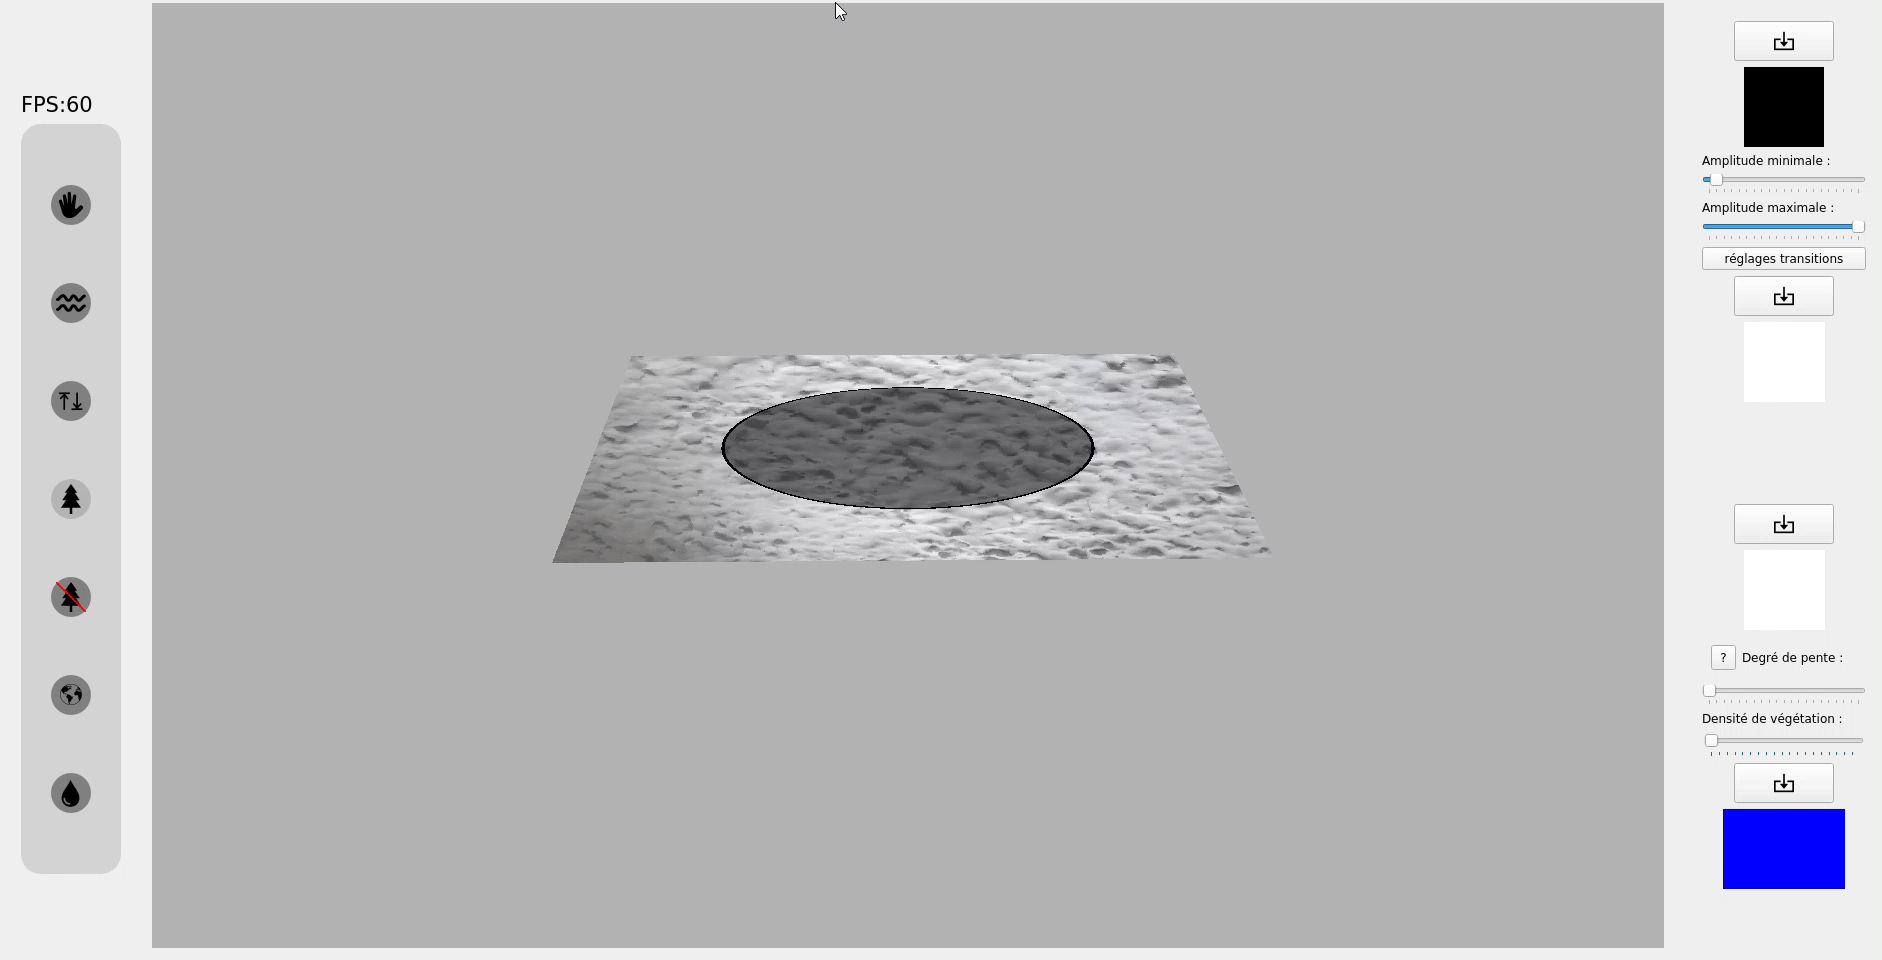 FPS:60
Amplitude minimale :
Amplitude maximale :
réglages transitions
? Degré de pente :
Densité de végétation :